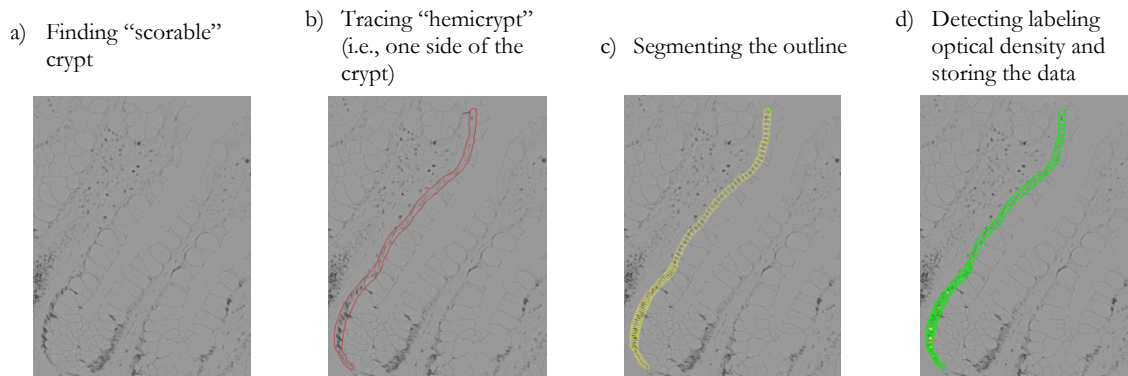 a) Finding “scorable”
crypt
b) Tracing “hemicrypt”
(i.e., one side of the
crypt)
c) Segmenting the outline
d) Detecting labeling
optical density and
storing the data